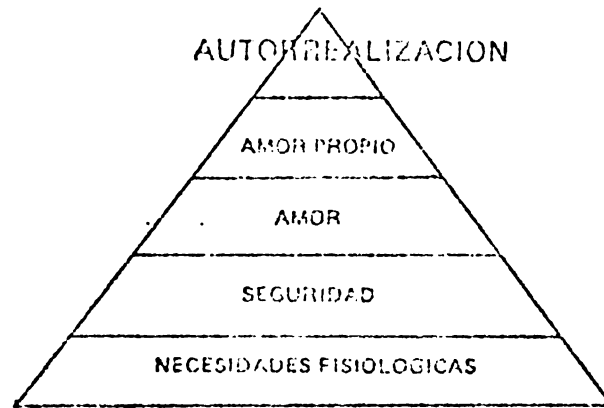 AUTORREALIZACION
AMOR PROPIO
AMOR
SEGURIDAD
NECESIDADES FISIOLOGICAS